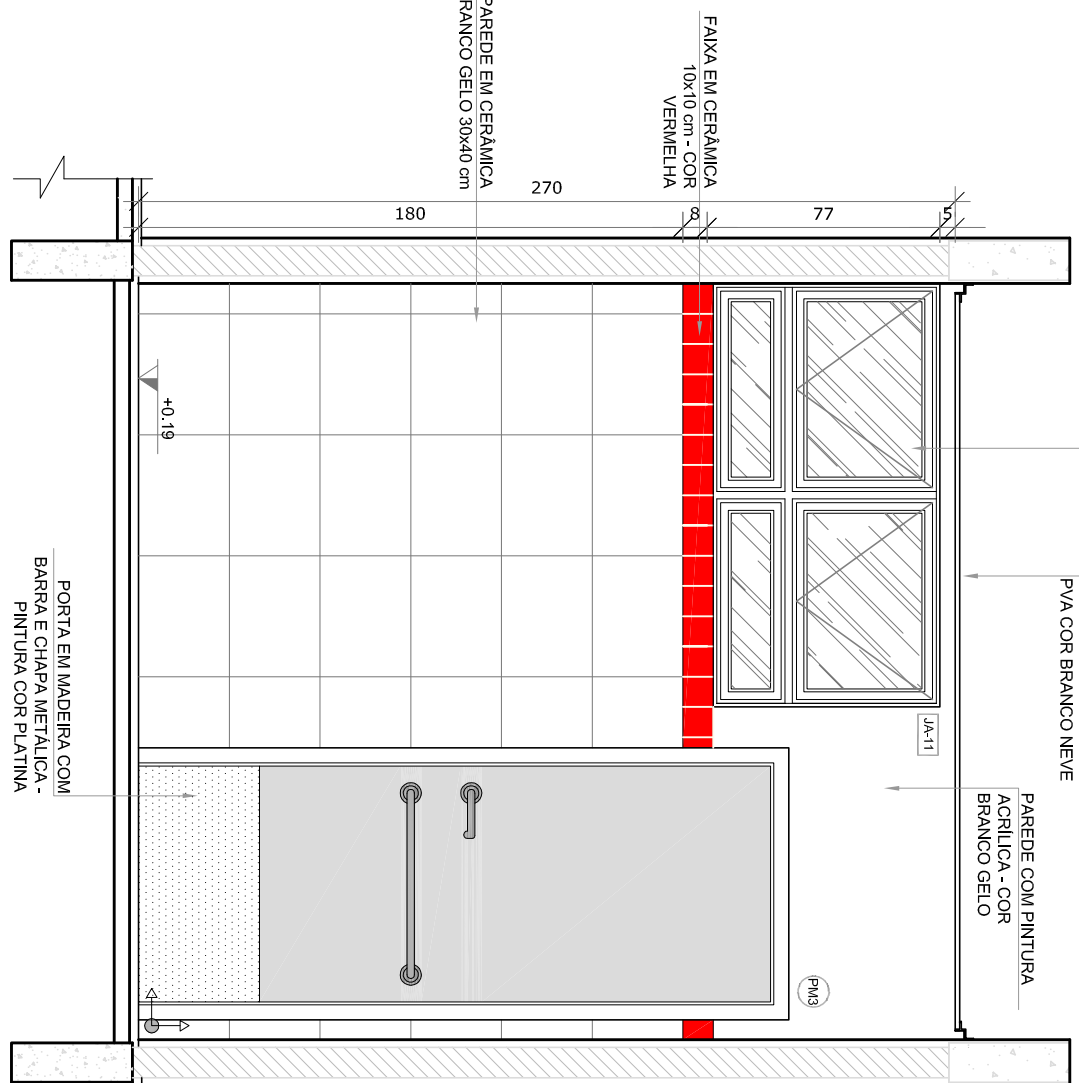 PVA COR BRANCO NEVE
PAREDE COM PINTURA
ACRÍLICA - COR
BRANCO GELO
JA-11
PM3
FAIXA EM CERÂMICA
10x10 cm - COR
VERMELHA
PAREDE EM CERÂMICA
RANCO GELO 30x40 cm
270
180
8
77
5
+0.19
PORTA EM MADEIRA COM
BARRA E CHAPA METÁLICA -
PINTURA COR PLATINA